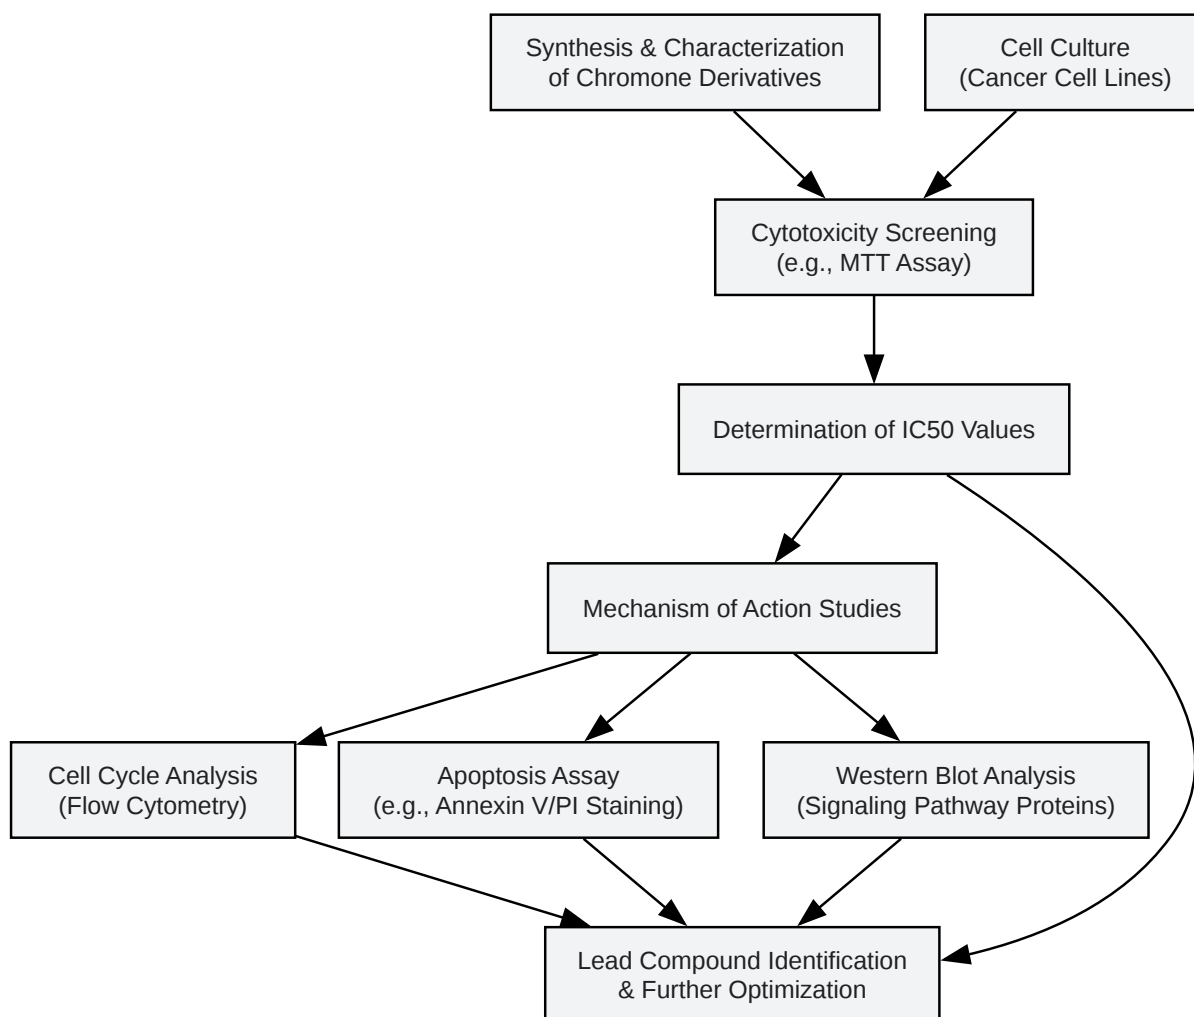 Synthesis & Characterization
of Chromone Derivatives
Cell Culture
(Cancer Cell Lines)
Cytotoxicity Screening
(e.g., MTT Assay)
Determination of IC50 Values
Mechanism of Action Studies
Cell Cycle Analysis
(Flow Cytometry)
Apoptosis Assay
(e.g., Annexin V/PI Staining)
Western Blot Analysis
(Signaling Pathway Proteins)
Lead Compound Identification
& Further Optimization